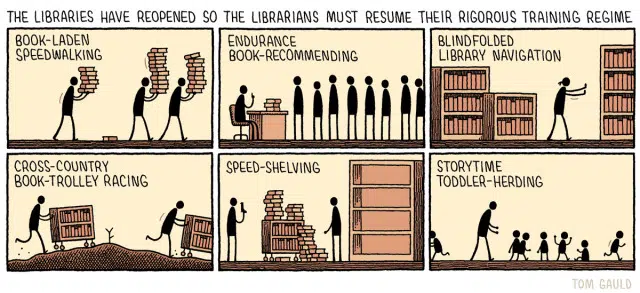 THE LIBRARIES HAVE REOPENED SO THE LIBRARIANS MUST RESUME THEIR RIGOROUS TRAINING REGIME
BOOK-LADEN
SPEEDWALKING
ENDURANCE
BOOK-RECOMMENDING
BLINDFOLDED
LIBRARY NAVIGATION
CROSS-COUNTRY
BOOK-TROLLEY RACING
SPEED-SHELVING
STORYTIME
TODDLER-HERDING
TOM GAULD